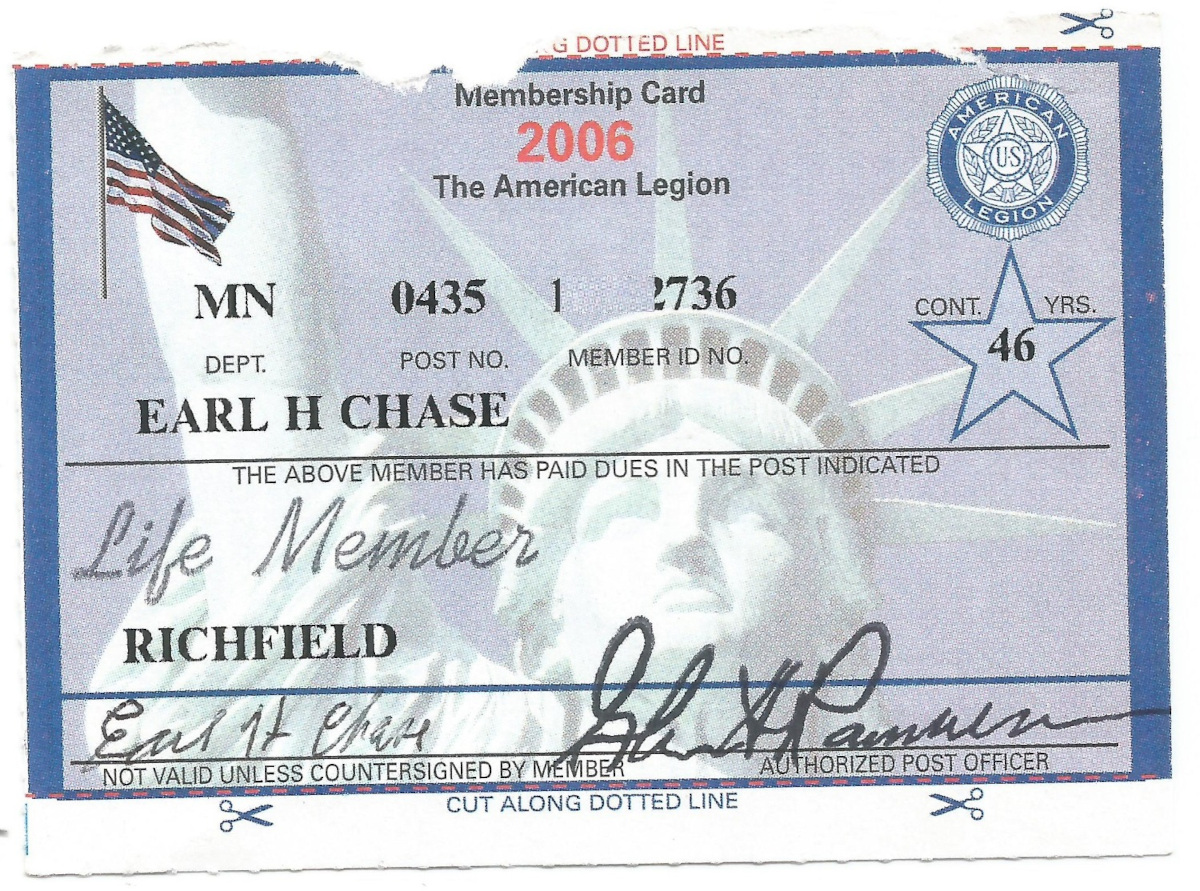 G DOTTED LINE
Membership Card
2006
The American Legion
AMERICAN
US
LEGION
MN 0435 1 2736
CONT. YRS.
46
DEPT. POST NO. MEMBER ID NO.
EARL H CHASE
THE ABOVE MEMBER HAS PAID DUES IN THE POST INDICATED
Life Member
RICHFIELD
Earl H Chase
NOT VALID UNLESS COUNTERSIGNED BY MEMBER AUTHORIZED POST OFFICER
CUT ALONG DOTTED LINE